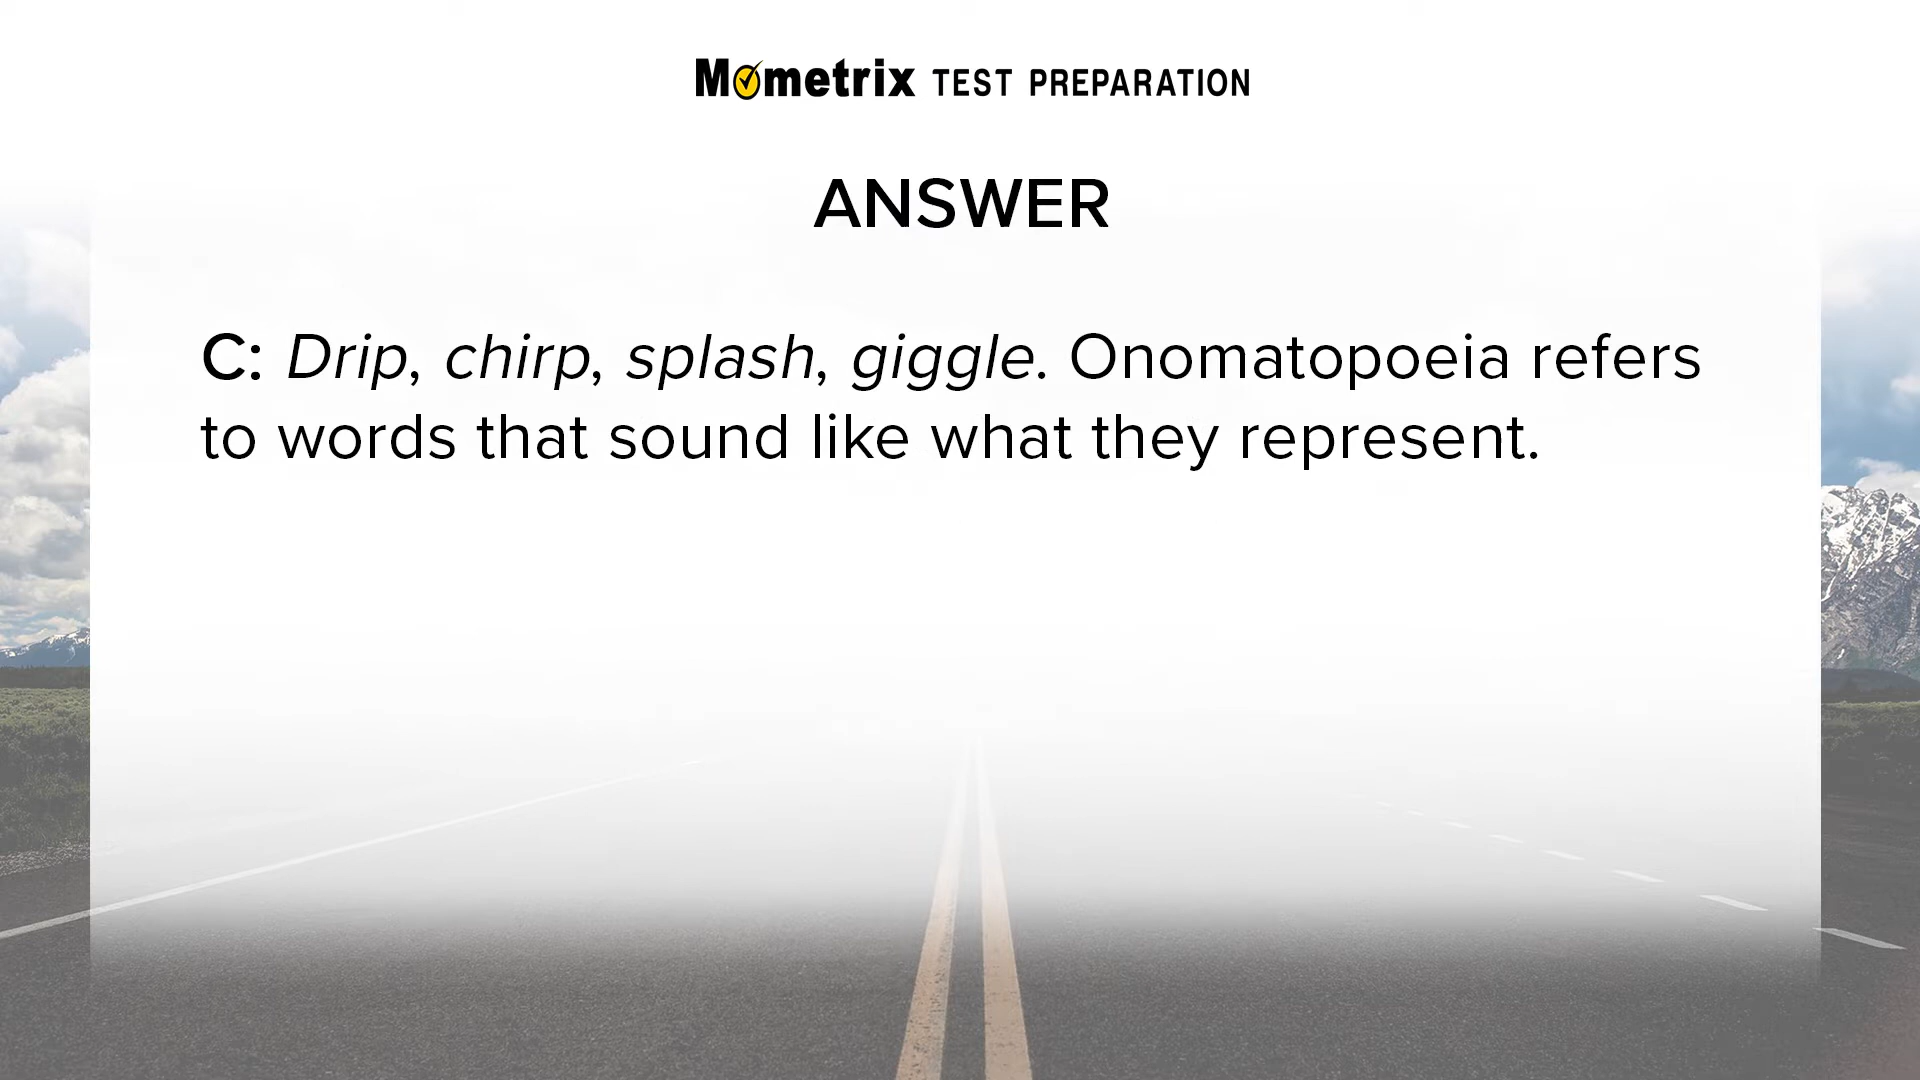 Mometrix TEST PREPARATION
ANSWER
C: Drip, chirp, splash, giggle. Onomatopoeia refers
to words that sound like what they represent.